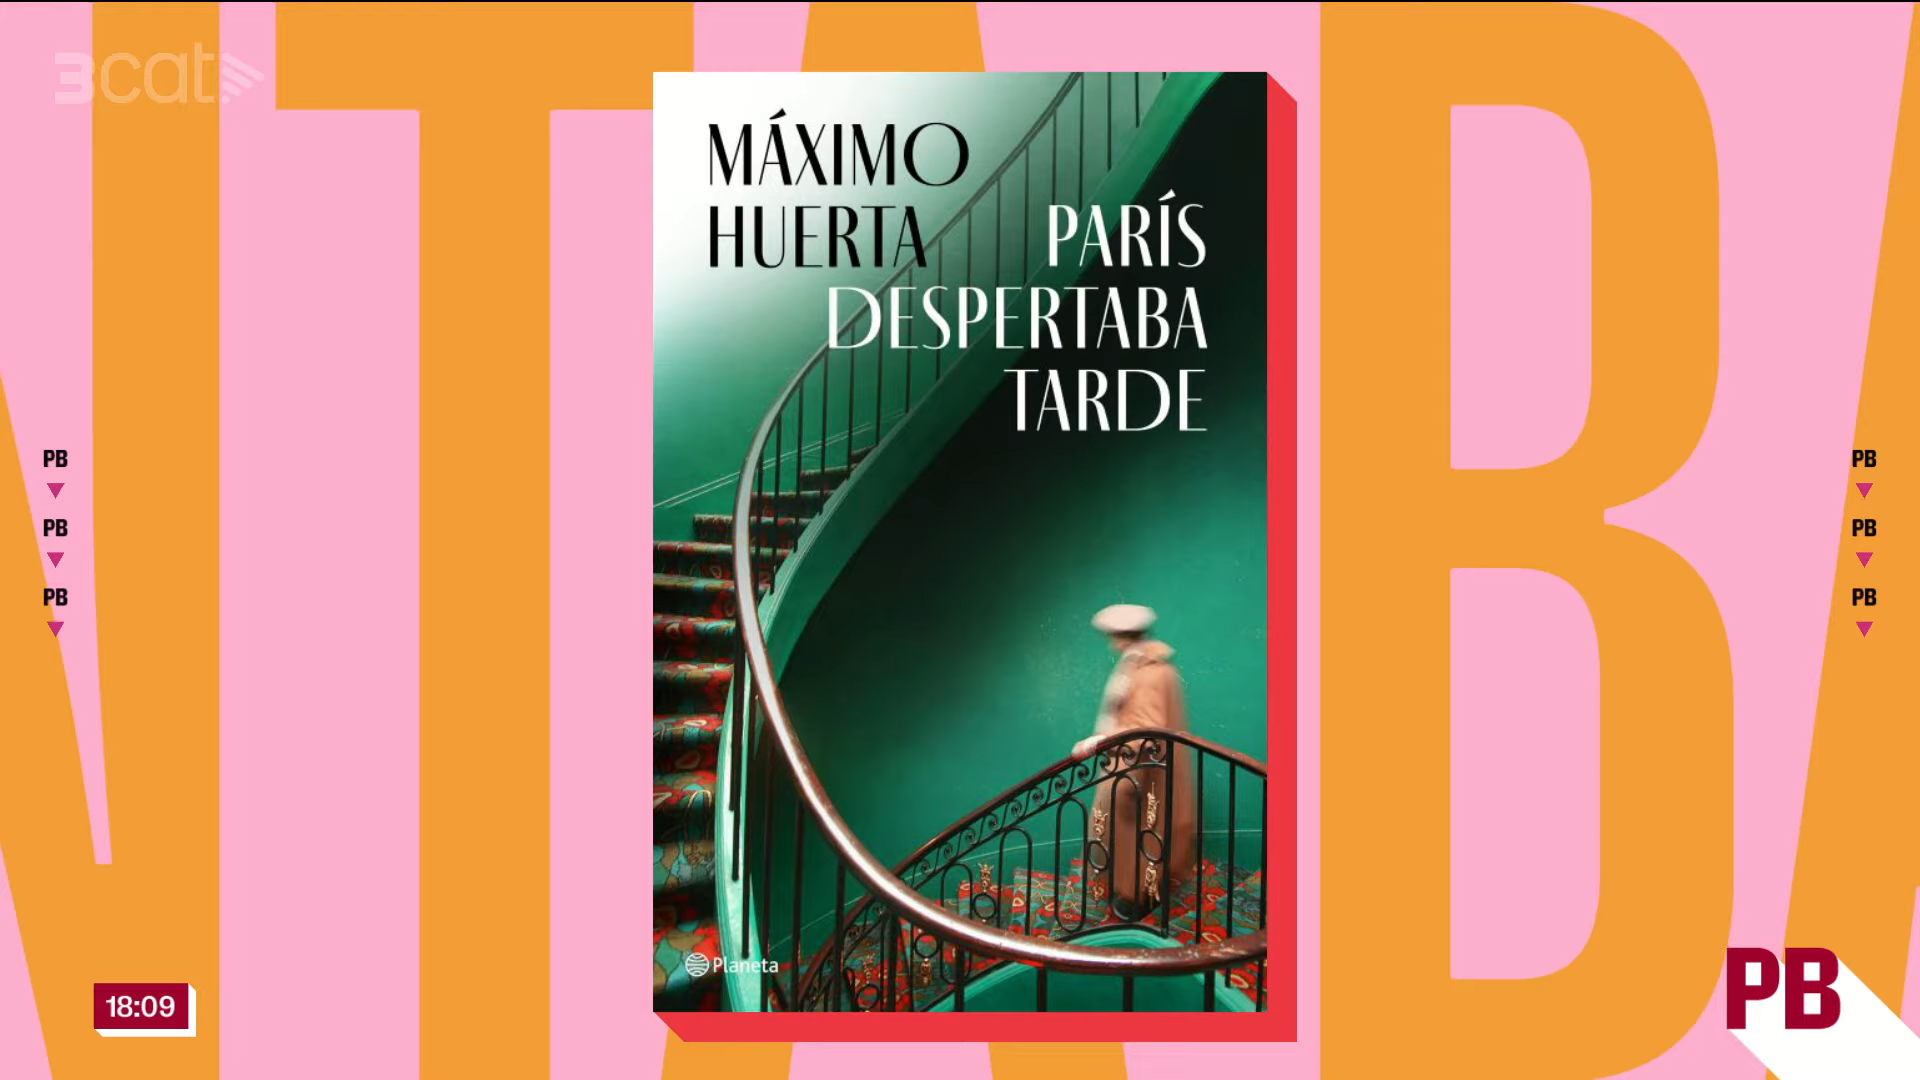 3cat
MÁXIMO
HUERTA
PARÍS
DESPERTABA
TARDE
PB
PB
PB
PB
PB
PB
Planeta
18:09
PB